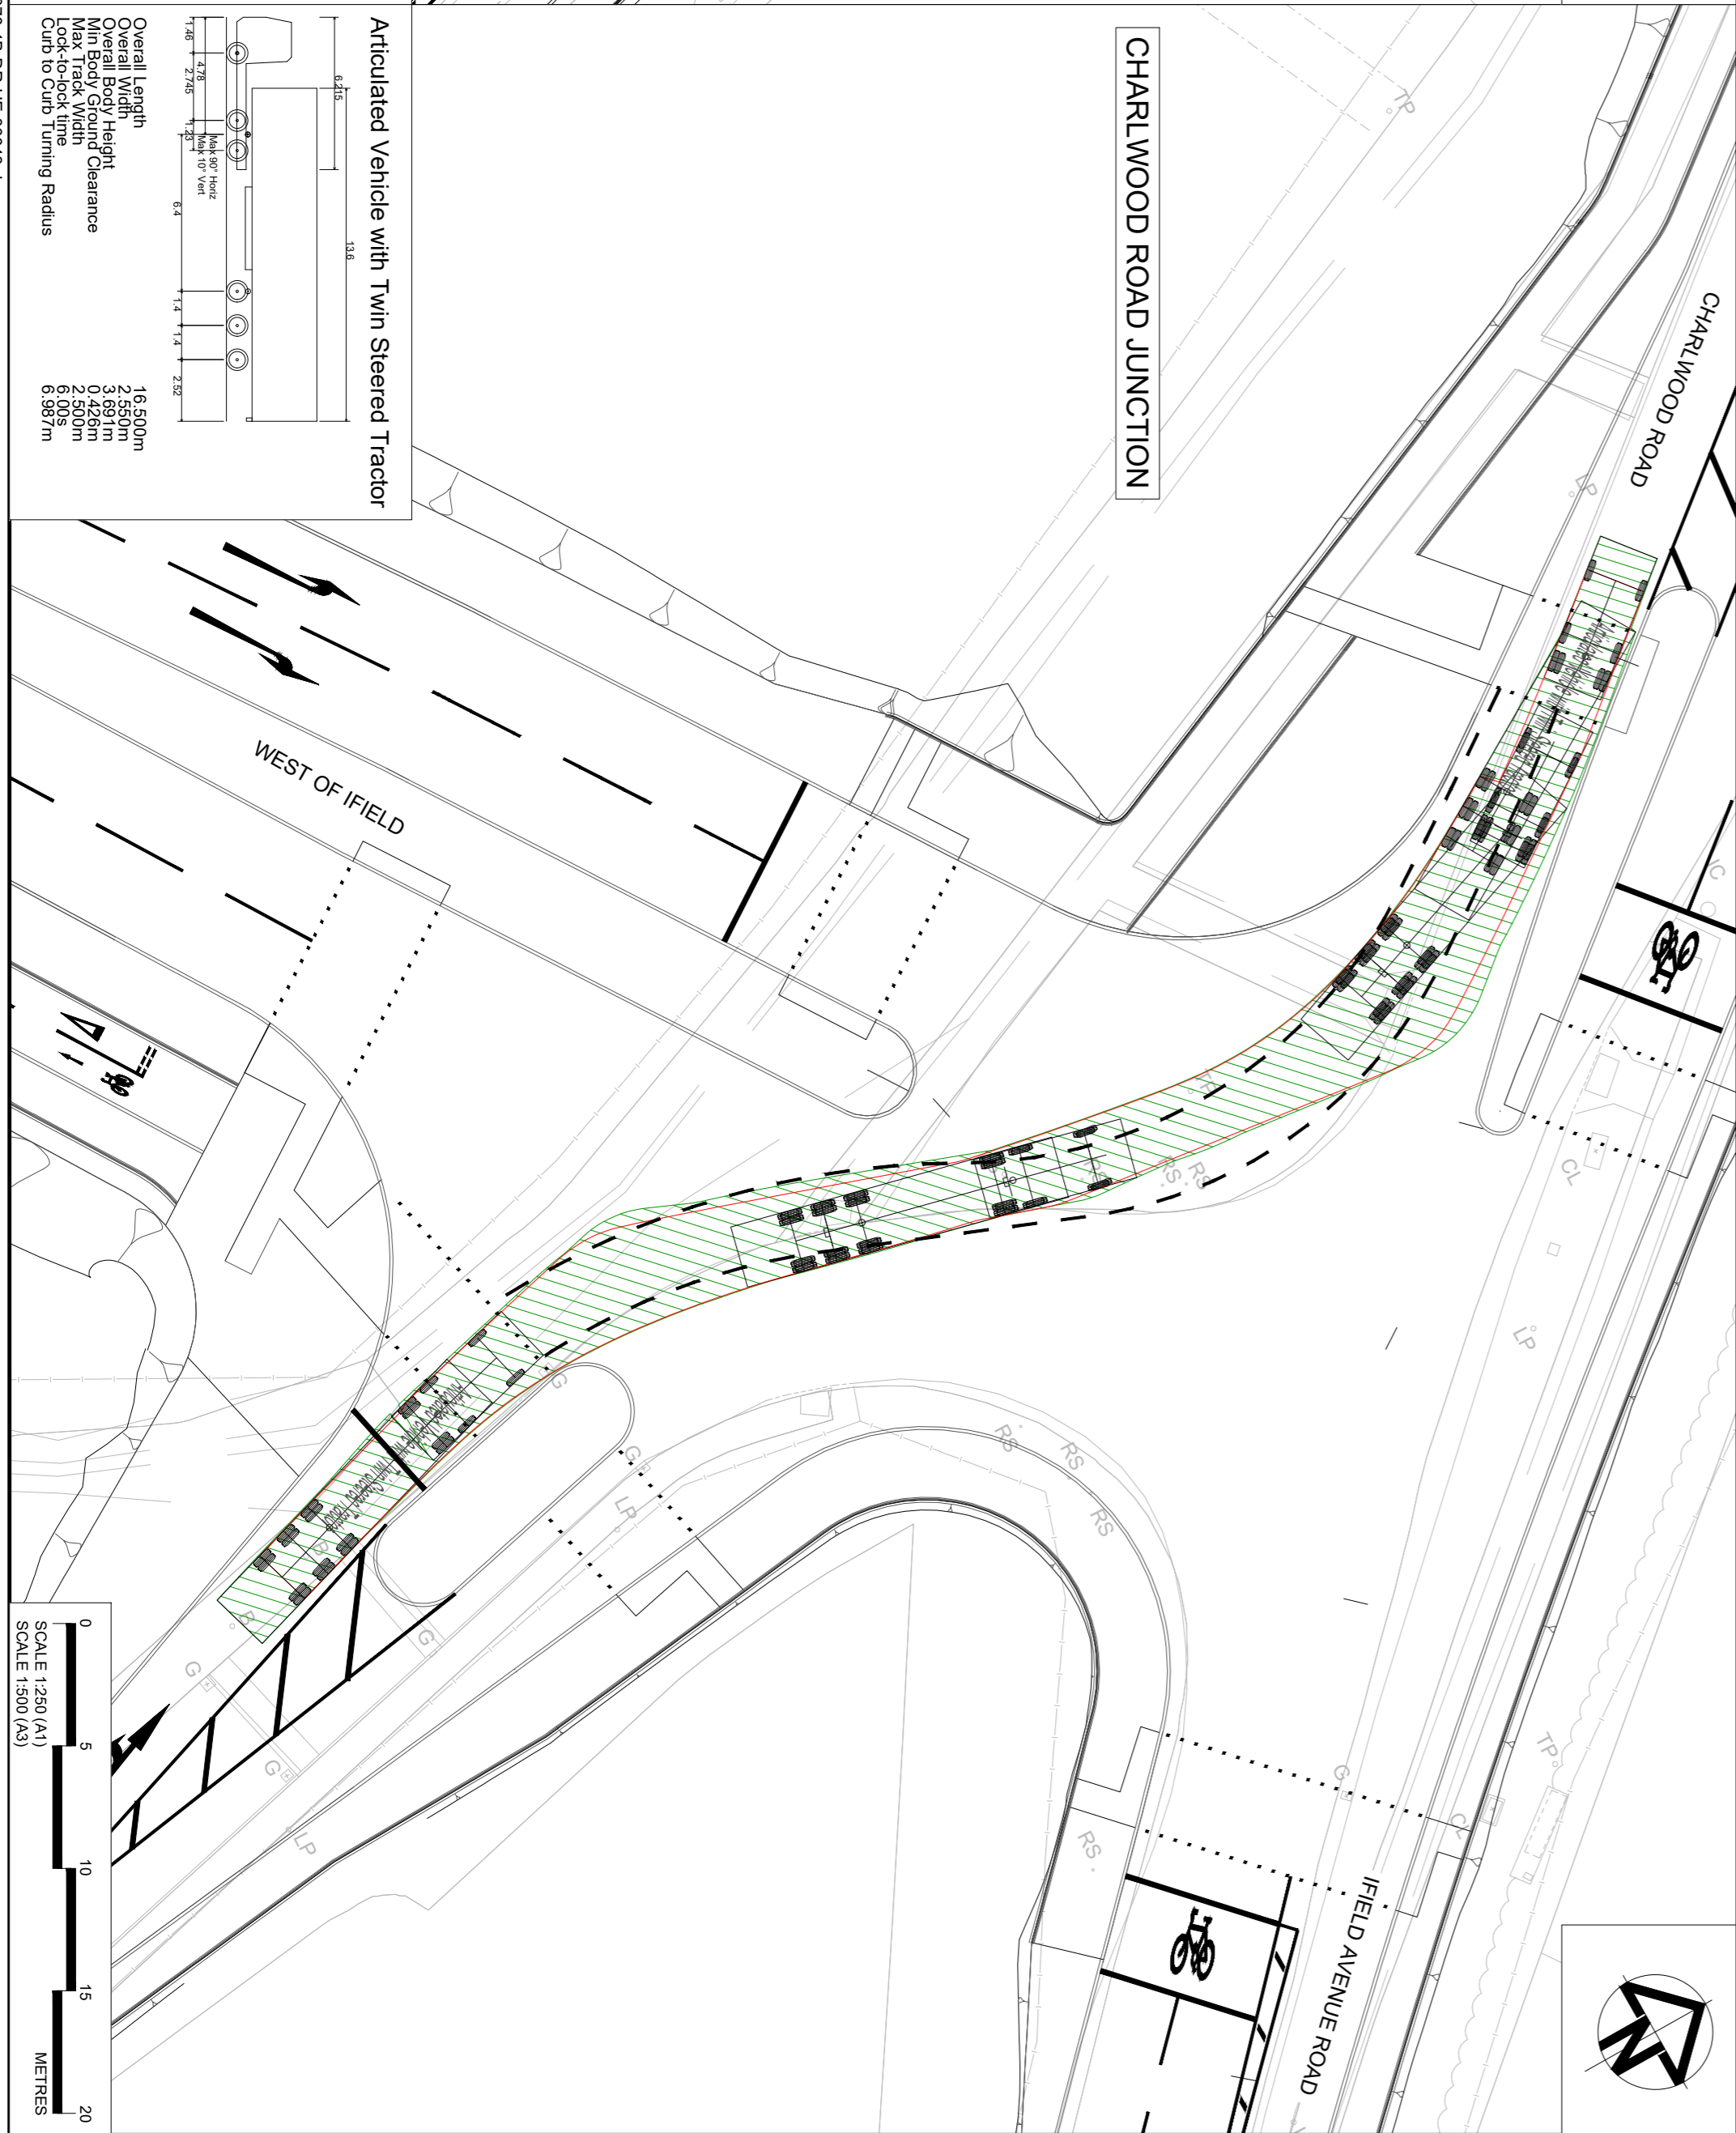 CHARLWOOD ROAD JUNCTION
CHARLWOOD ROAD
WEST OF IFIELD
IFIELD AVENUE ROAD
Articulated Vehicle with Twin Steered Tractor
6.215
13.6
1.46
4.78
2.745
1.23
Max 90° Horiz
Max 10° Vert
6.4
1.4
1.4
2.52
Overall Length 16.500m
Overall Width 2.550m
Overall Body Height 3.691m
Min Body Ground Clearance 0.426m
Max Track Width 2.500m
Lock-to-lock time 6.00s
Curb to Curb Turning Radius 6.987m
TP
LP
IC
CL
TP
RS
RS
RS
LP
G
G
LP
RS
RS
RS
RS
B
B
G
G
G
LP
G
CL
TP
N
0 5 10 15 20
METRES
SCALE 1:250 (A1)
SCALE 1:500 (A3)